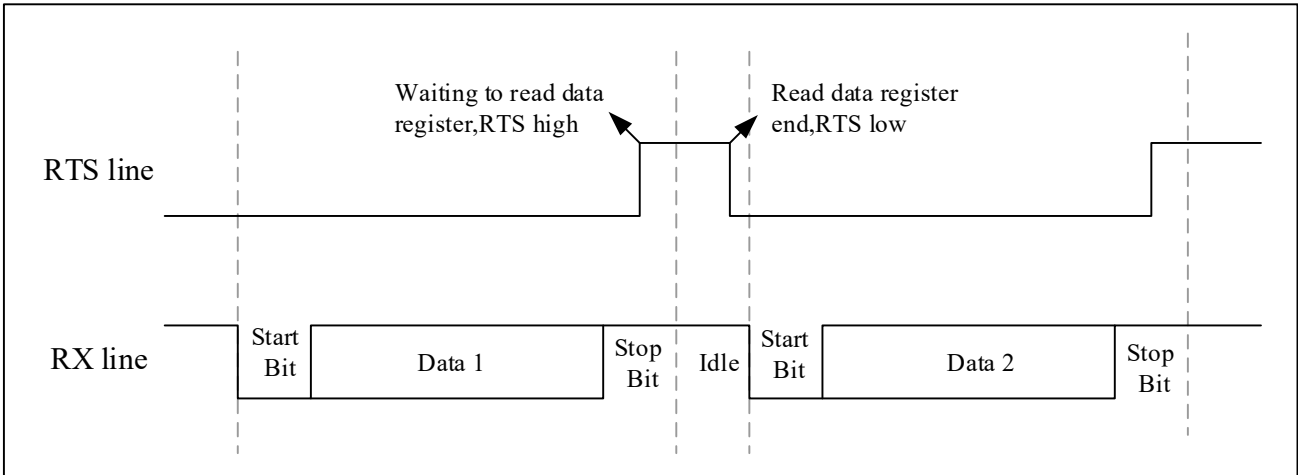 Waiting to read data
register,RTS high
Read data register
end,RTS low
RTS line
RX line
Start
Bit
Data 1
Stop
Bit
Idle
Start
Bit
Data 2
Stop
Bit